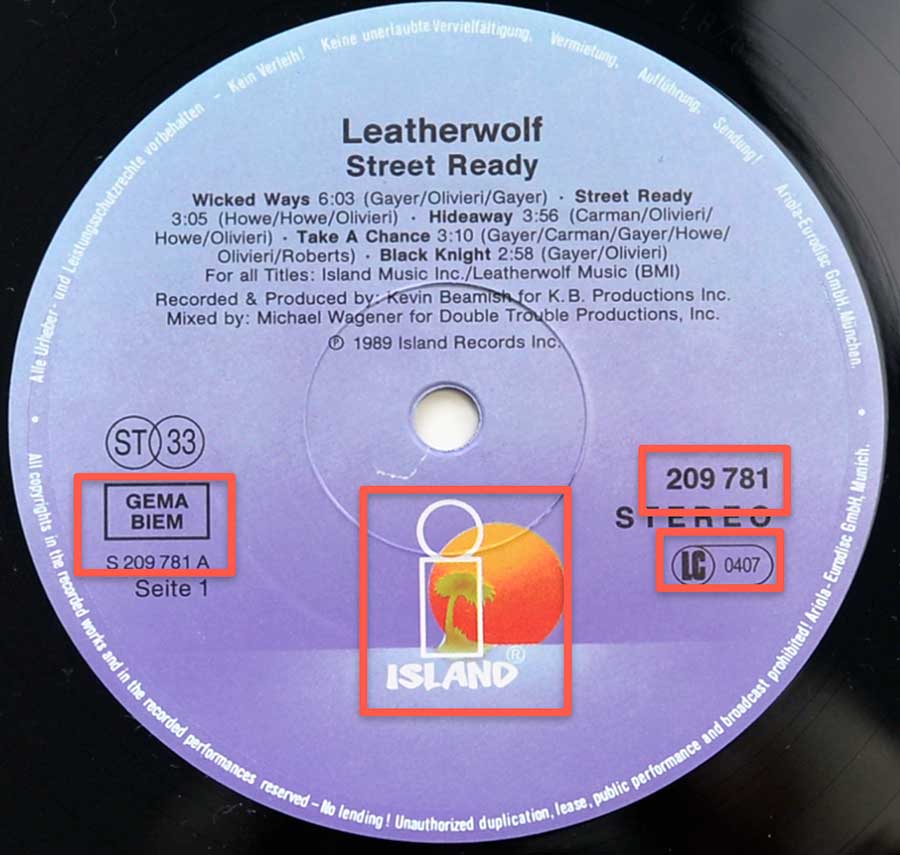 Alle Urheber- und Leistungsschutzrechte vorbehalten – Kein Verleih! Keine unerlaubte Vervielfältigung, Vermietung, Aufführung, Sendung!
Ariola-Eurodisc GmbH, München.
Leatherwolf
Street Ready
Wicked Ways 6:03 (Gayer/Olivieri/Gayer) · Street Ready
3:05 (Howe/Howe/Olivieri) · Hideaway 3:56 (Carman/Olivieri/
Howe/Olivieri) · Take A Chance 3:10 (Gayer/Carman/Gayer/Howe/
Olivieri/Roberts) · Black Knight 2:58 (Gayer/Olivieri)
For all Titles: Island Music Inc./Leatherwolf Music (BMI)
Recorded & Produced by: Kevin Beamish for K.B. Productions Inc.
Mixed by: Michael Wagener for Double Trouble Productions, Inc.
℗ 1989 Island Records Inc.
ST 33
GEMA
BIEM
S 209 781 A
Seite 1
209 781
STEREO
LC 0407
ISLAND®
All copyrights in the recorded works and in the recorded performances reserved – No lending! Unauthorized duplication, lease, public performance and broadcast prohibited! Ariola-Eurodisc GmbH, Munich.